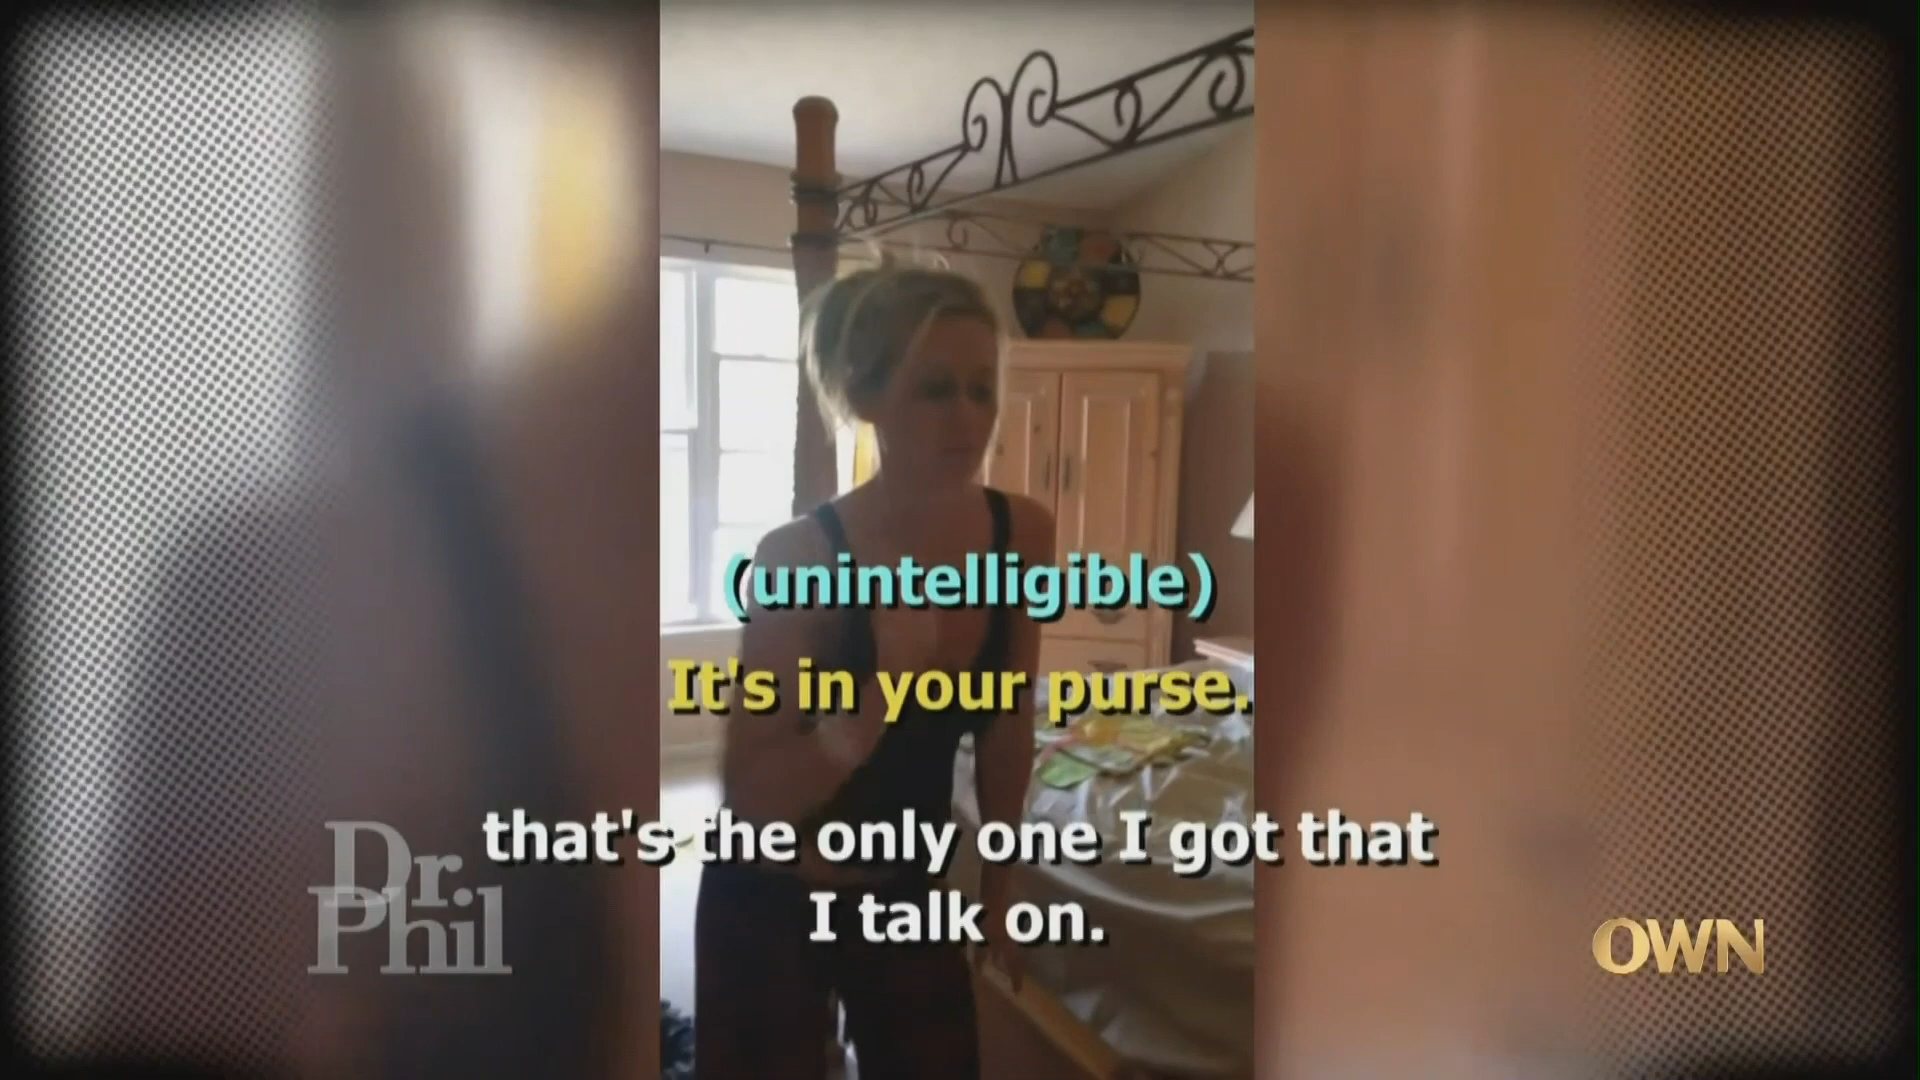 (unintelligible)
It's in your purse.
that's the only one I got that
I talk on.
Dr.
Phil
OWN